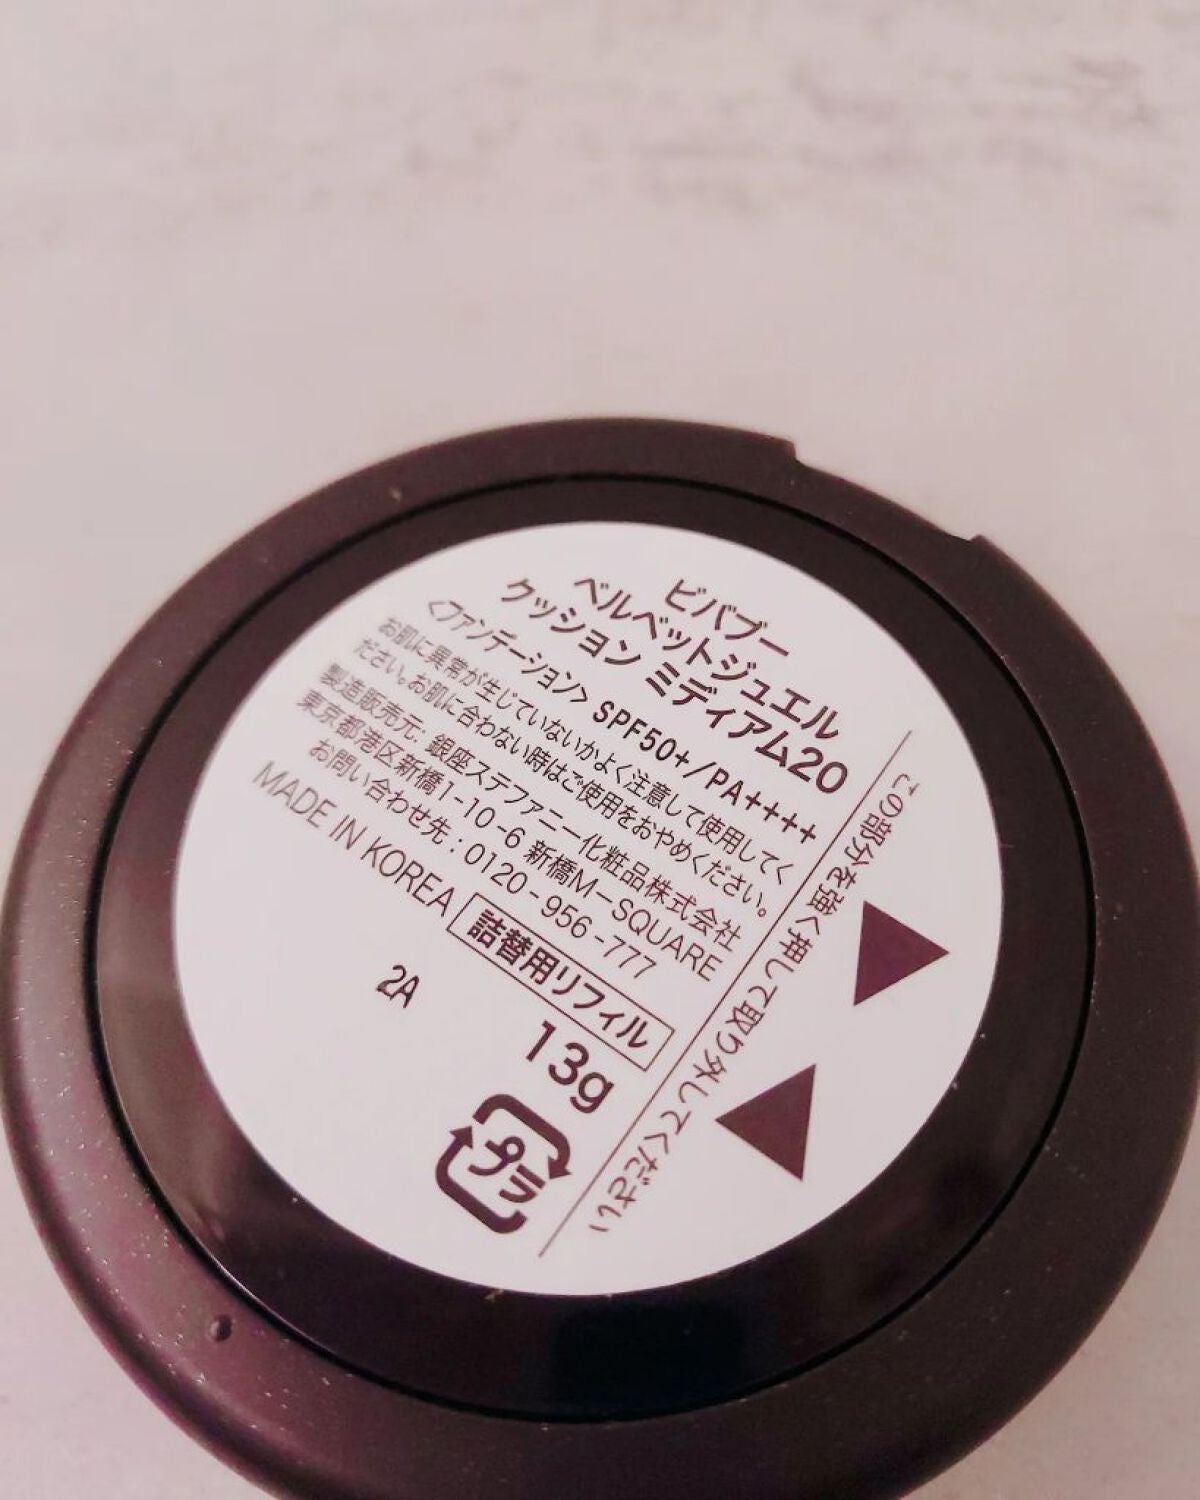 ビバブー
ベルベットジュエル
クッション ミディアム20
<ファンデーション> SPF50+/PA++++
お肌に異常が生じていないかよく注意して使用してく
ださい。お肌に合わない時はご使用をおやめください。
製造販売元: 銀座ステファニー化粧品株式会社
東京都港区新橋1-10-6 新橋M-SQUARE
お問い合わせ先:0120-956-777
MADE IN KOREA 詰替用リフィル
2A 13g
プラ
この部分を強く押して取り外してください